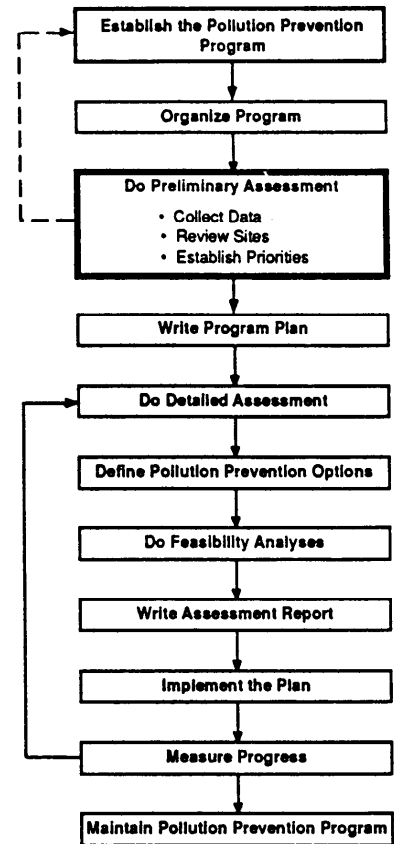 Establish the Pollution Prevention
Program
Organize Program
Do Preliminary Assessment
• Collect Data
• Review Sites
• Establish Priorities
Write Program Plan
Do Detailed Assessment
Define Pollution Prevention Options
Do Feasibility Analyses
Write Assessment Report
Implement the Plan
Measure Progress
Maintain Pollution Prevention Program